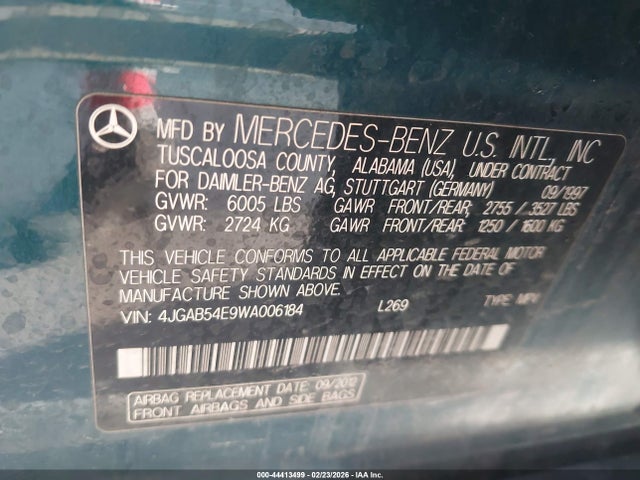 MFD BY MERCEDES-BENZ U.S. INTL, INC
TUSCALOOSA COUNTY, ALABAMA (USA), UNDER CONTRACT
FOR DAIMLER-BENZ AG, STUTTGART (GERMANY) 09/1997
GVWR: 6005 LBS GAWR FRONT/REAR: 2755 / 3527 LBS
GVWR: 2724 KG GAWR FRONT/REAR: 1250 / 1600 KG
THIS VEHICLE CONFORMS TO ALL APPLICABLE FEDERAL MOTOR
VEHICLE SAFETY STANDARDS IN EFFECT ON THE DATE OF
MANUFACTURE SHOWN ABOVE.
VIN: 4JGAB54E9WA006184 L269 TYPE: MPV
AIRBAG REPLACEMENT DATE: 09/2012
FRONT AIRBAGS AND SIDE BAGS
000-44413499 - 02/23/2026 - IAA Inc.